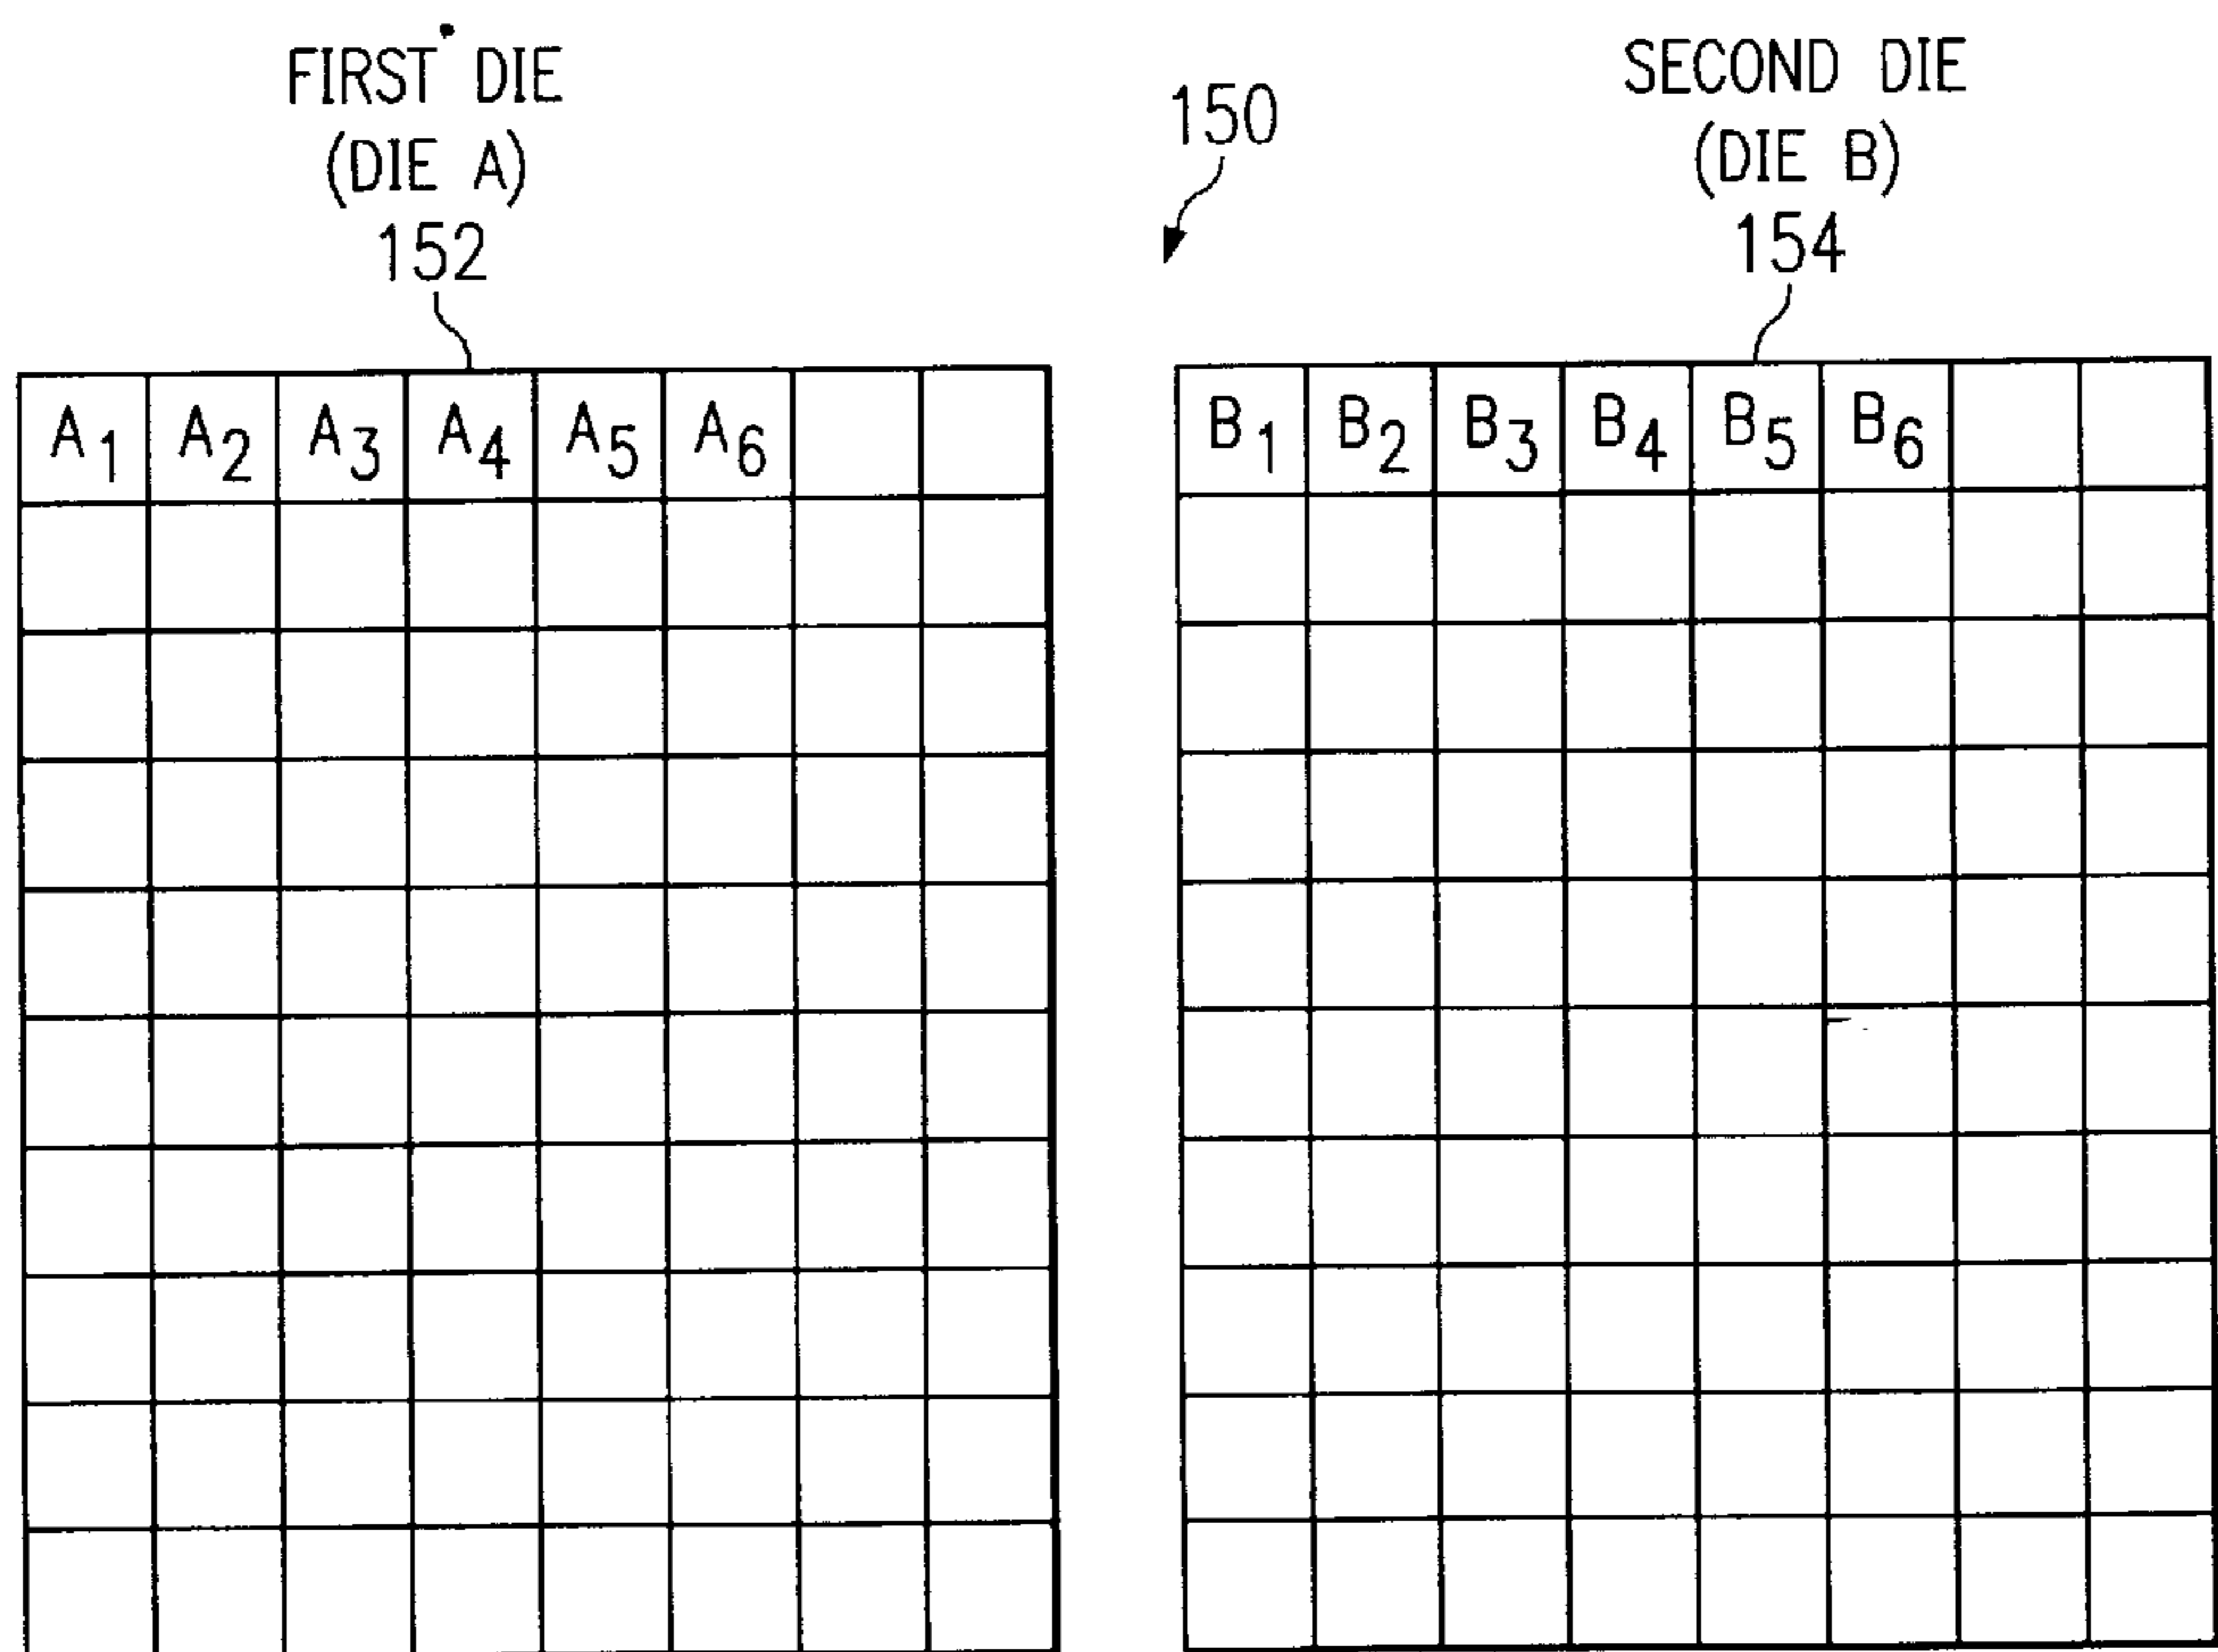 FIRST DIE
(DIE A)
152
150
SECOND DIE
(DIE B)
154
A1 A2 A3 A4 A5 A6
B1 B2 B3 B4 B5 B6